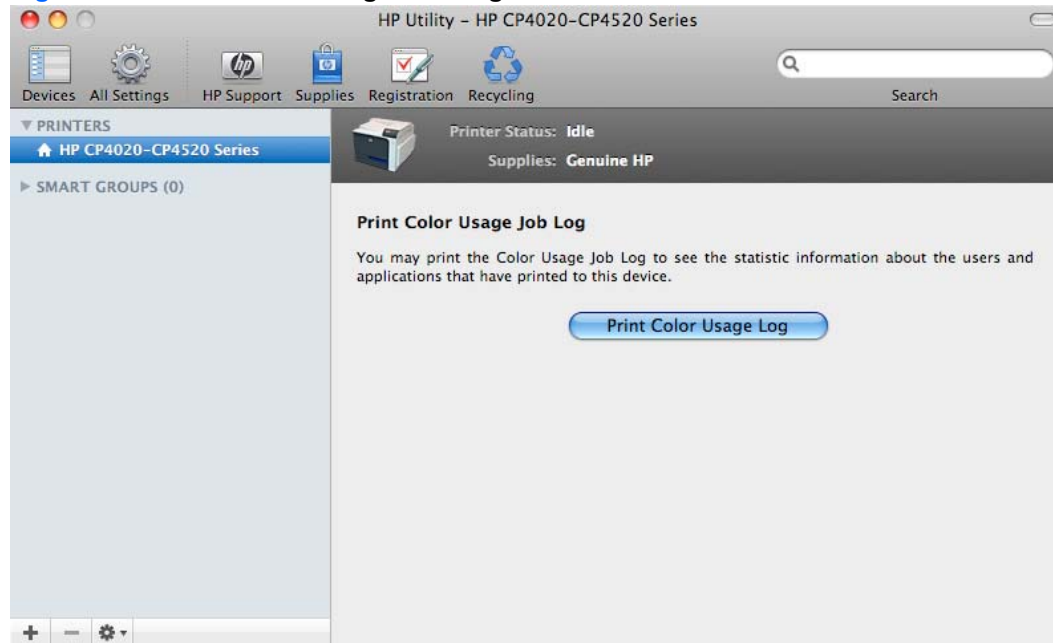 HP Utility – HP CP4020–CP4520 Series
hp
Devices All Settings HP Support Supplies Registration Recycling
Search
PRINTERS
HP CP4020–CP4520 Series
SMART GROUPS (0)
Printer Status: Idle
Supplies: Genuine HP
Print Color Usage Job Log
You may print the Color Usage Job Log to see the statistic information about the users and
applications that have printed to this device.
Print Color Usage Log